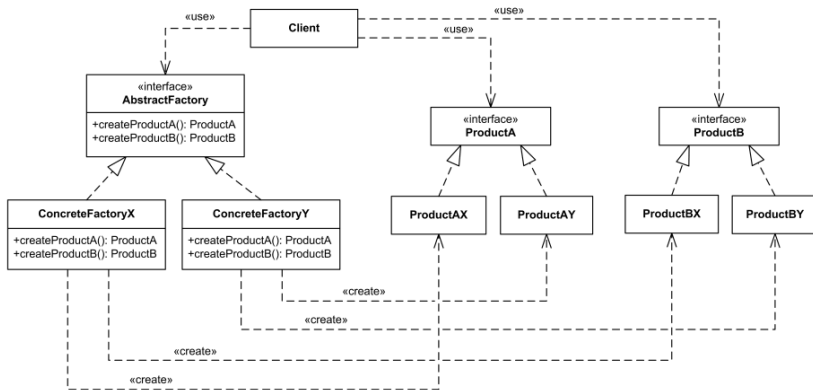 Client
«use»
«use»
«use»
«interface»
AbstractFactory
+createProductA(): ProductA
+createProductB(): ProductB
«interface»
ProductA
«interface»
ProductB
ConcreteFactoryX
+createProductA(): ProductA
+createProductB(): ProductB
ConcreteFactoryY
+createProductA(): ProductA
+createProductB(): ProductB
ProductAX
ProductAY
ProductBX
ProductBY
«create»
«create»
«create»
«create»